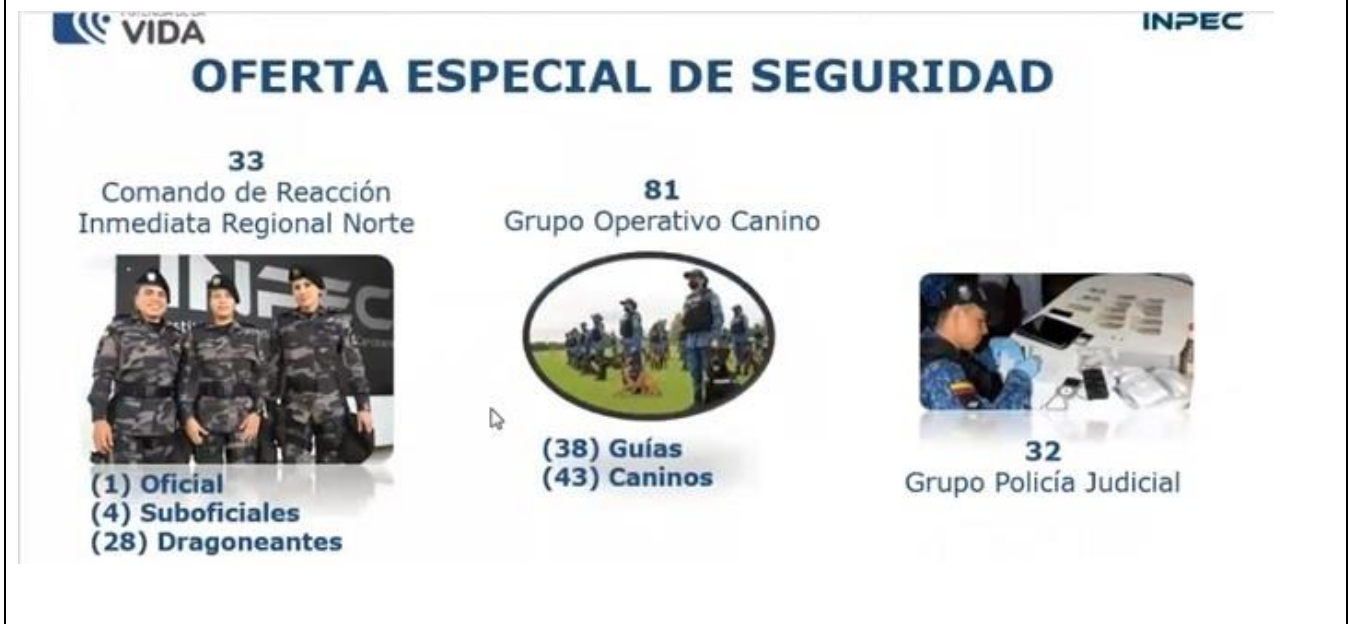 VIDA
INPEC
OFERTA ESPECIAL DE SEGURIDAD
33
Comando de Reacción
Inmediata Regional Norte
81
Grupo Operativo Canino
INPEC
(1) Oficial
(4) Suboficiales
(28) Dragoneantes
(38) Guías
(43) Caninos
32
Grupo Policía Judicial